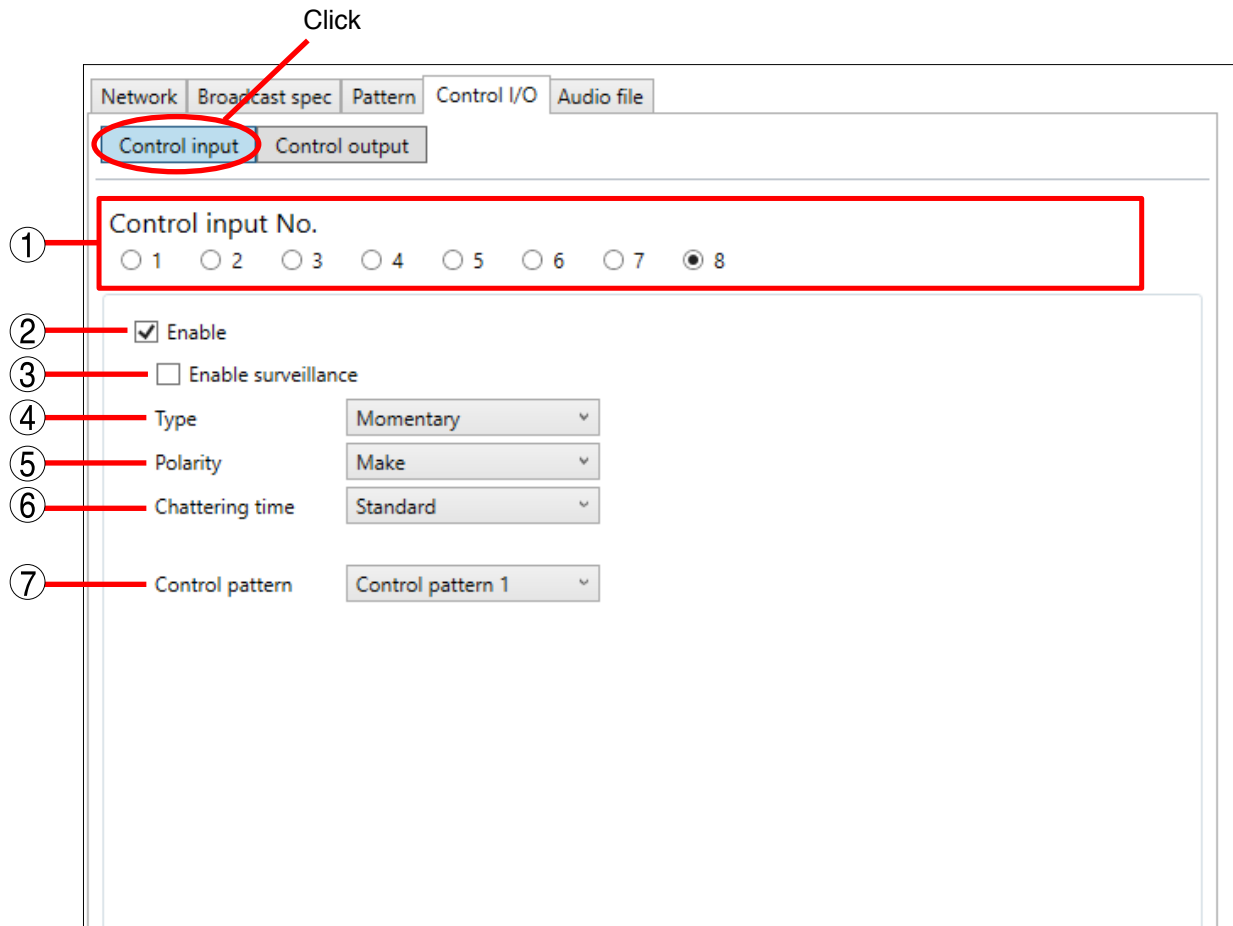 Click
Network Broadcast spec Pattern Control I/O Audio file
Control input Control output
① Control input No.
1 2 3 4 5 6 7 8
② Enable
③ Enable surveillance
④ Type Momentary
⑤ Polarity Make
⑥ Chattering time Standard
⑦ Control pattern Control pattern 1